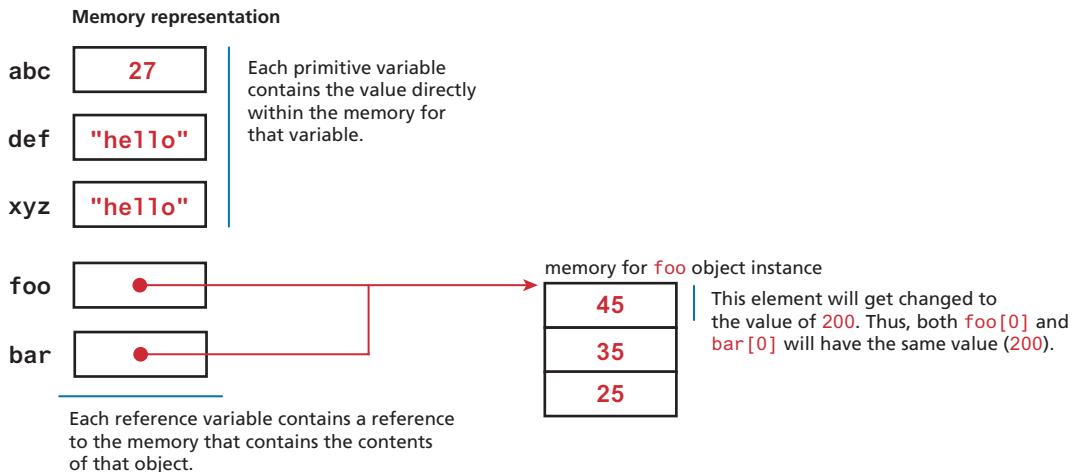 Memory representation
abc 27
Each primitive variable
contains the value directly
within the memory for
that variable.
def "hello"
xyz "hello"
foo
bar
Each reference variable contains a reference
to the memory that contains the contents
of that object.
memory for foo object instance
45
35
25
This element will get changed to
the value of 200. Thus, both foo[0] and
bar[0] will have the same value (200).